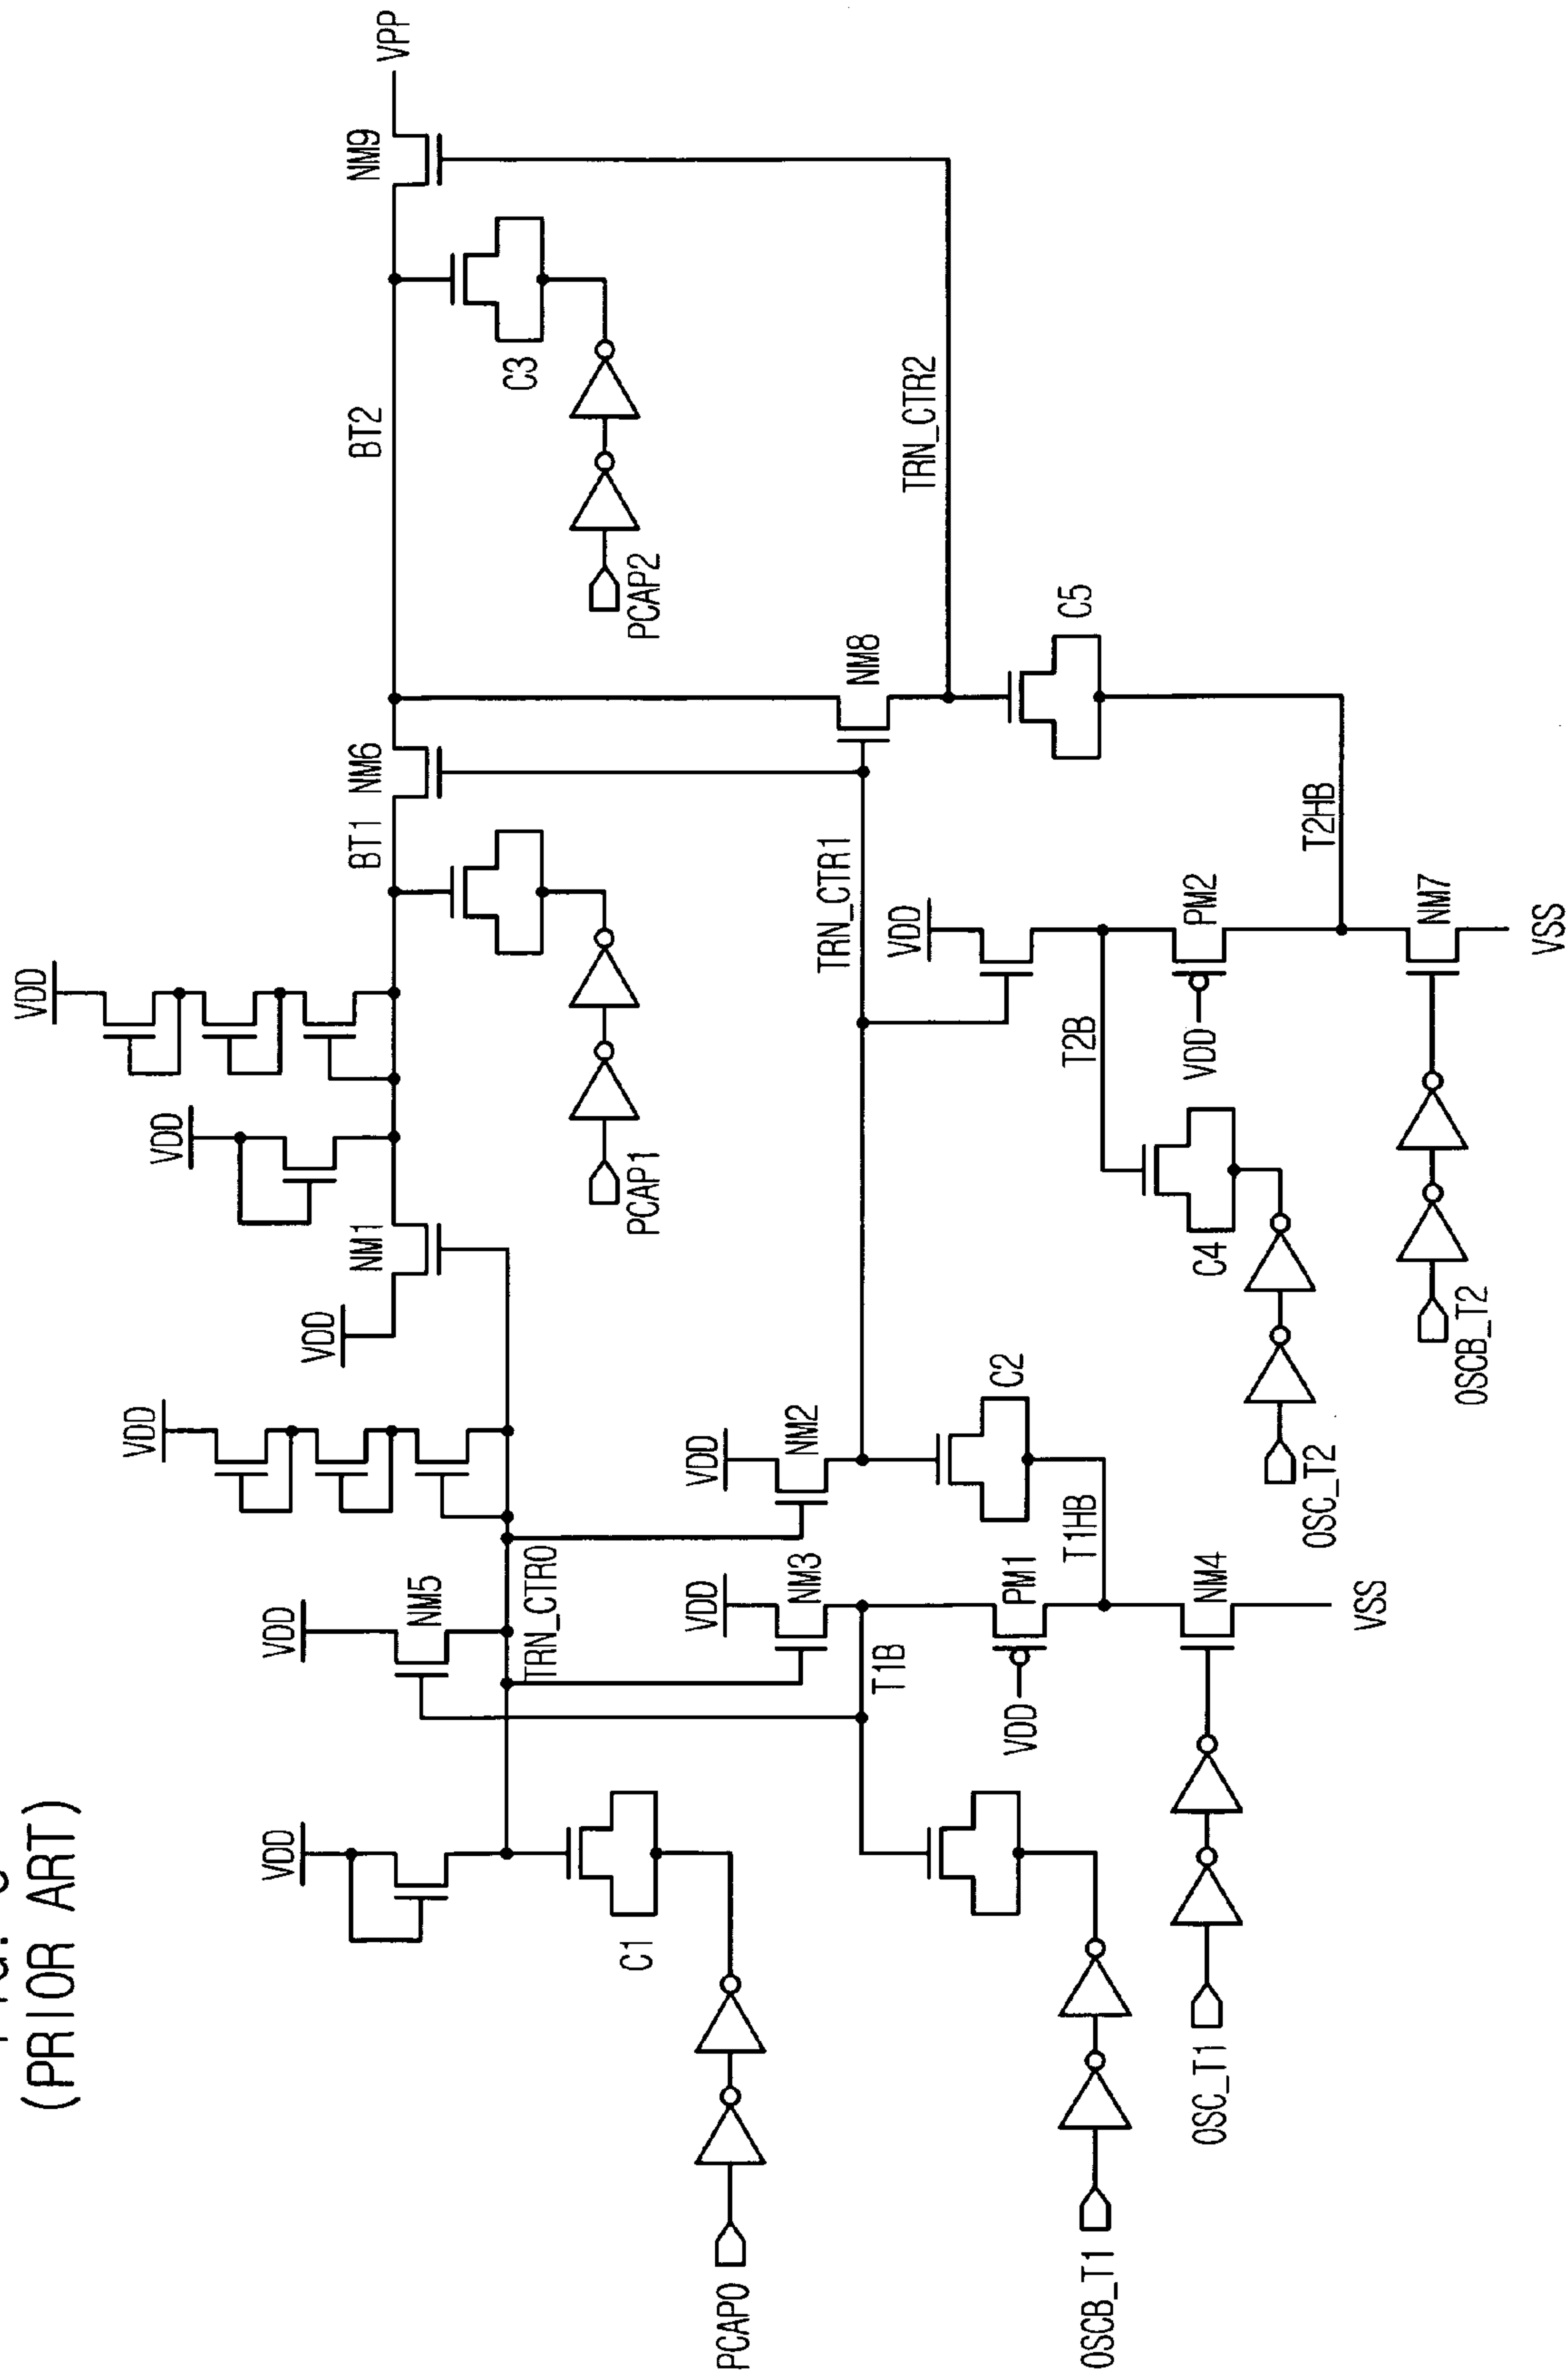 (PRIOR ART)
VDD
VDD
VDD
VDD
VDD
VDD
NM1
BT1
NM6
BT2
NM9
VPP
NM5
TRN_CTR0
C3
C1
PCAP1
PCAP2
VDD
VDD
PCAP0
NM3
NM2
TRN_CTR1
NM8
T1B
VDD
TRN_CTR2
VDD
PM1
C2
T1HB
T2B
C5
OSCB_T1
OSC_T1
NM4
C4
VDD
PM2
OSC_T2
T2HB
VSS
OSCB_T2
NM7
VSS